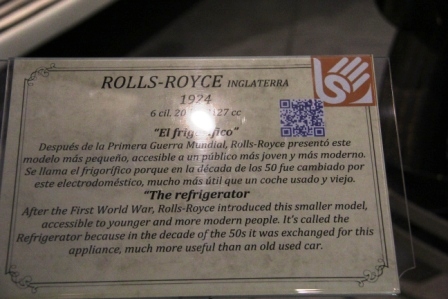 ROLLS-ROYCE INGLATERRA
1924
6 cil. 20 27 cc
"El frigorífico"
Después de la Primera Guerra Mundial, Rolls-Royce presentó este
modelo más pequeño, accesible a un público más joven y más moderno.
Se llama el frigorífico porque en la década de los 50 fue cambiado por
este electrodoméstico, mucho más útil que un coche usado y viejo.
"The refrigerator
After the First World War, Rolls-Royce introduced this smaller model,
accessible to younger and more modern people. It's called the
Refrigerator because in the decade of the 50s it was exchanged for this
appliance, much more useful than an old used car.